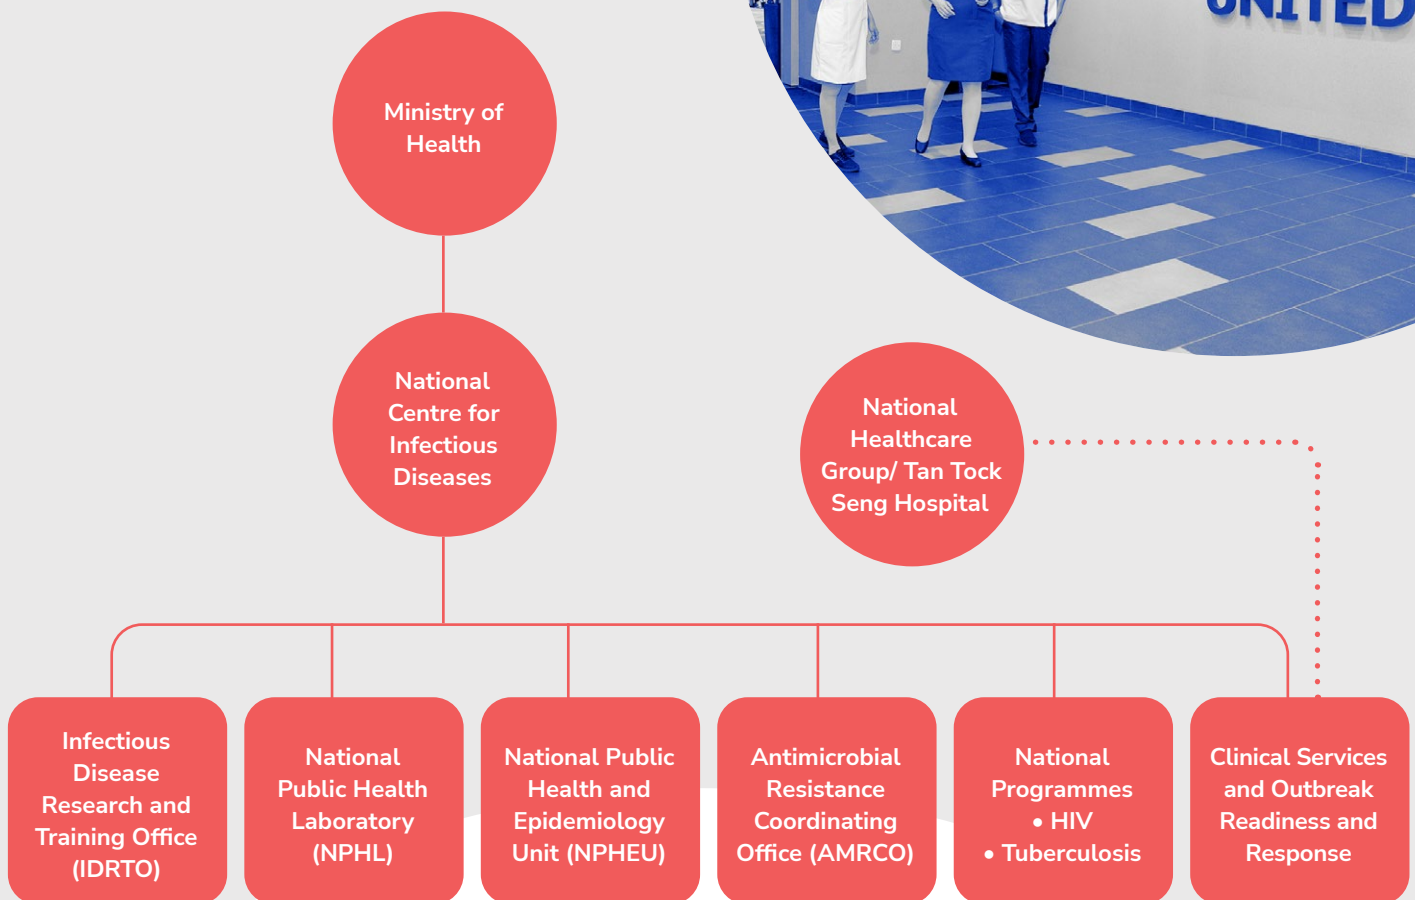 UNITED
Ministry of
Health
National
Centre for
Infectious
Diseases
National
Healthcare
Group/ Tan Tock
Seng Hospital
Infectious
Disease
Research and
Training Office
(IDRTO)
National
Public Health
Laboratory
(NPHL)
National Public
Health and
Epidemiology
Unit (NPHEU)
Antimicrobial
Resistance
Coordinating
Office (AMRCO)
National
Programmes
• HIV
• Tuberculosis
Clinical Services
and Outbreak
Readiness and
Response